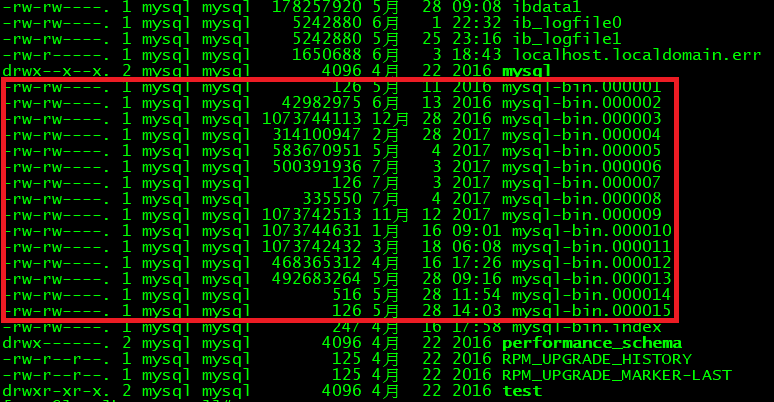 -rw-rw----. 1 mysql mysql  178257920 5月  28 09:08 ibdata1
-rw-rw----. 1 mysql mysql    5242880 6月   1 22:32 ib_logfile0
-rw-rw----. 1 mysql mysql    5242880 5月  25 23:16 ib_logfile1
-rw-r-----. 1 mysql mysql    1650688 6月   3 18:43 localhost.localdomain.err
drwx--x--x. 2 mysql mysql       4096 4月  22 2016 mysql
-rw-rw----. 1 mysql mysql        126 5月  11 2016 mysql-bin.000001
-rw-rw----. 1 mysql mysql   42982975 6月  13 2016 mysql-bin.000002
-rw-rw----. 1 mysql mysql 1073744113 12月 28 2016 mysql-bin.000003
-rw-rw----. 1 mysql mysql  314100947 2月  28 2017 mysql-bin.000004
-rw-rw----. 1 mysql mysql  583670951 5月   4 2017 mysql-bin.000005
-rw-rw----. 1 mysql mysql  500391936 7月   3 2017 mysql-bin.000006
-rw-rw----. 1 mysql mysql        126 7月   3 2017 mysql-bin.000007
-rw-rw----. 1 mysql mysql     335550 7月   4 2017 mysql-bin.000008
-rw-rw----. 1 mysql mysql 1073742513 11月 12 2017 mysql-bin.000009
-rw-rw----. 1 mysql mysql 1073744631 1月  16 09:01 mysql-bin.000010
-rw-rw----. 1 mysql mysql 1073742432 3月  18 06:08 mysql-bin.000011
-rw-rw----. 1 mysql mysql  468365312 4月  16 17:26 mysql-bin.000012
-rw-rw----. 1 mysql mysql  492683264 5月  28 09:16 mysql-bin.000013
-rw-rw----. 1 mysql mysql        516 5月  28 11:54 mysql-bin.000014
-rw-rw----. 1 mysql mysql        126 5月  28 14:03 mysql-bin.000015
-rw-rw----. 1 mysql mysql        247 4月  16 17:58 mysql-bin.index
drwx------. 2 mysql mysql       4096 4月  22 2016 performance_schema
-rw-r--r--. 1 mysql mysql        125 4月  22 2016 RPM_UPGRADE_HISTORY
-rw-r--r--. 1 mysql mysql        125 4月  22 2016 RPM_UPGRADE_MARKER-LAST
drwxr-xr-x. 2 mysql mysql       4096 4月  22 2016 test